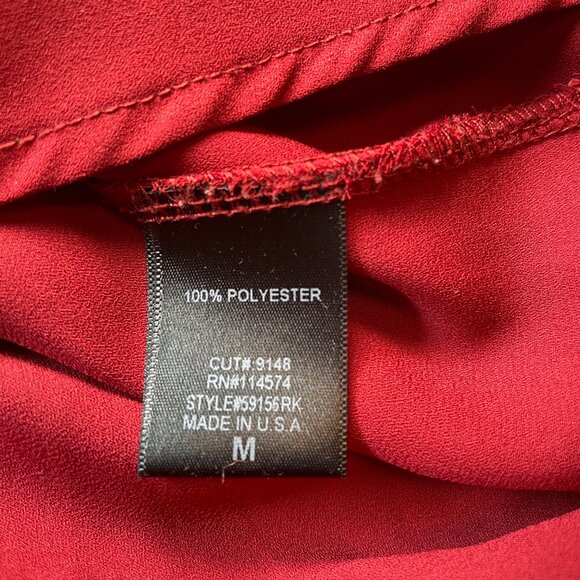 100% POLYESTER
CUT#:9148
RN#114574
STYLE#59156RK
MADE IN U.S.A.
M